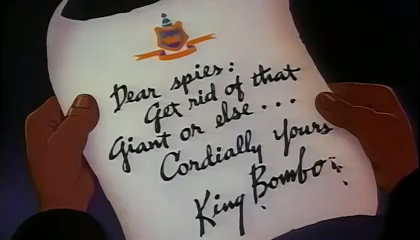 Dear spies:
Get rid of that
Giant or else...
Cordially Yours
King Bombo